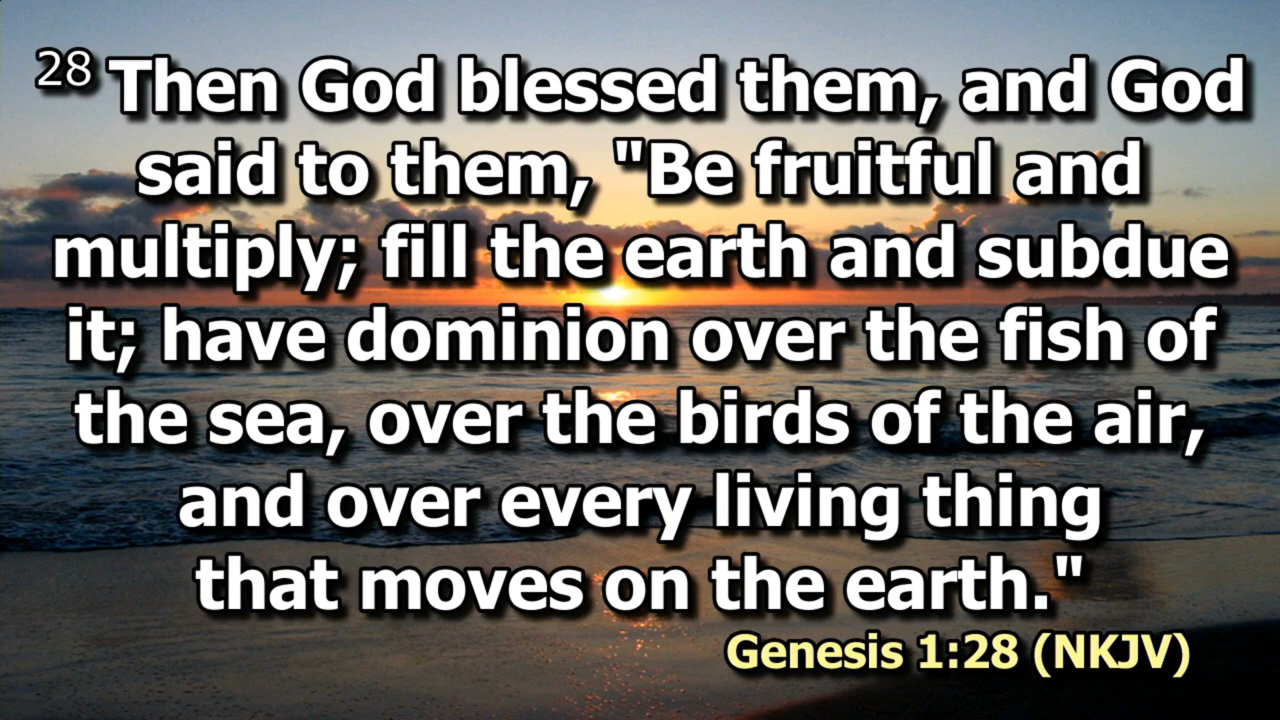 28 Then God blessed them, and God
said to them, "Be fruitful and
multiply; fill the earth and subdue
it; have dominion over the fish of
the sea, over the birds of the air,
and over every living thing
that moves on the earth."
Genesis 1:28 (NKJV)